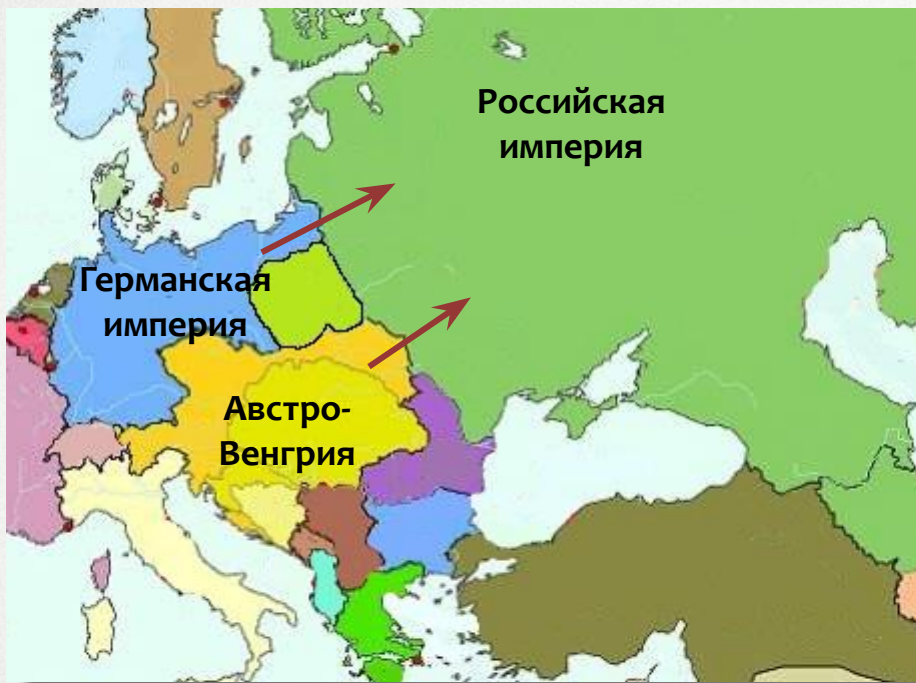 Российская
империя
Германская
империя
Австро-
Венгрия